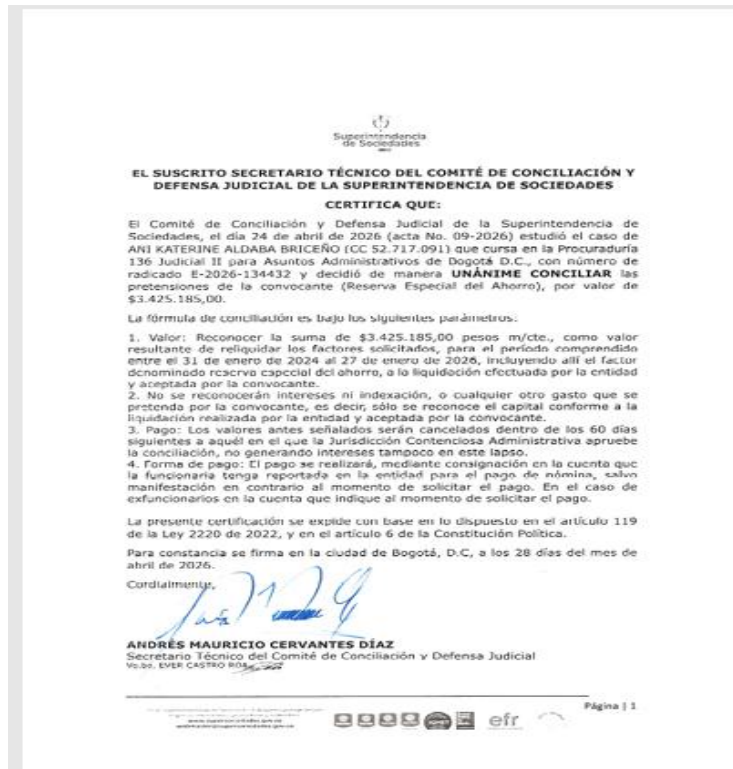 Superintendencia
de Sociedades
EL SUSCRITO SECRETARIO TÉCNICO DEL COMITÉ DE CONCILIACIÓN Y
DEFENSA JUDICIAL DE LA SUPERINTENDENCIA DE SOCIEDADES
CERTIFICA QUE:
El Comité de Conciliación y Defensa Judicial de la Superintendencia de
Sociedades, el día 24 de abril de 2026 (acta No. 09-2026) estudió el caso de
ANI KATERINE ALDABA BRICEÑO (CC 52.717.091) que cursa en la Procuraduría
136 Judicial II para Asuntos Administrativos de Bogotá D.C., con número de
radicado E-2026-134432 y decidió de manera UNÁNIME CONCILIAR las
pretensiones de la convocante (Reserva Especial del Ahorro), por valor de
$3.425.185,00.
La fórmula de conciliación es bajo los siguientes parámetros:
1. Valor: Reconocer la suma de $3.425.185,00 pesos m/cte., como valor
resultante de reliquidar los factores solicitados, para el período comprendido
entre el 31 de enero de 2024 al 27 de enero de 2026, incluyendo allí el factor
denominado reserva especial del ahorro, a lo liquidación efectuada por la entidad
y aceptada por la convocante.
2. No se reconocerán intereses ni indexación, o cualquier otro gasto que se
pretenda por la convocante, es decir, sólo se reconoce el capital conforme a la
liquidación realizada por la entidad y aceptada por la convocante.
3. Pago: Los valores antes señalados serán cancelados dentro de los 60 días
siguientes a aquél en el que la Jurisdicción Contenciosa Administrativa apruebe
la conciliación, no generando intereses tampoco en este lapso.
4. Forma de pago: El pago se realizará, mediante consignación en la cuenta que
la funcionaria tenga reportada en la entidad para el pago de nómina, salvo
manifestación en contrario al momento de solicitar el pago. En el caso de
exfuncionarios en la cuenta que indique al momento de solicitar el pago.
La presente certificación se expide con base en lo dispuesto en el artículo 119
de la Ley 2220 de 2022, y en el artículo 6 de la Constitución Política.
Para constancia se firma en la ciudad de Bogotá, D.C, a los 28 días del mes de
abril de 2026.
Cordialmente,
ANDRÉS MAURICIO CERVANTES DÍAZ
Secretario Técnico del Comité de Conciliación y Defensa Judicial
Vo.bo. EVER CASTRO ROA
Página | 1
efr